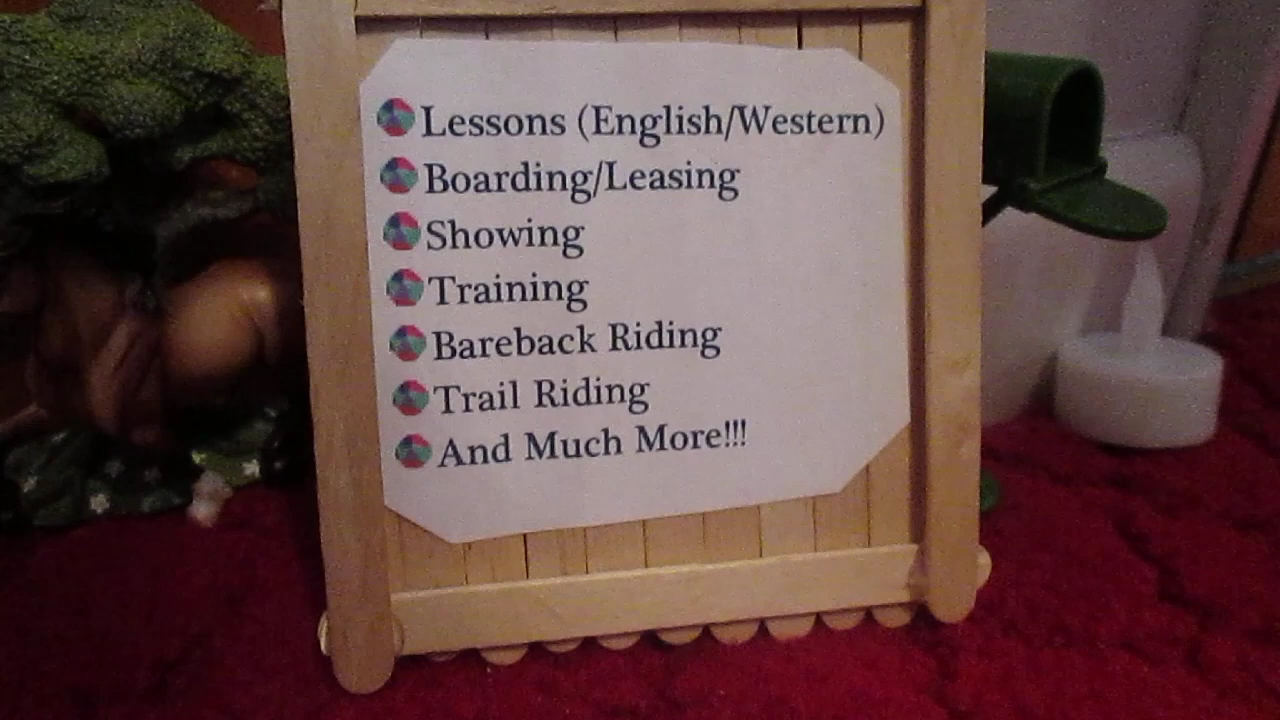 Lessons (English/Western)
Boarding/Leasing
Showing
Training
Bareback Riding
Trail Riding
And Much More!!!